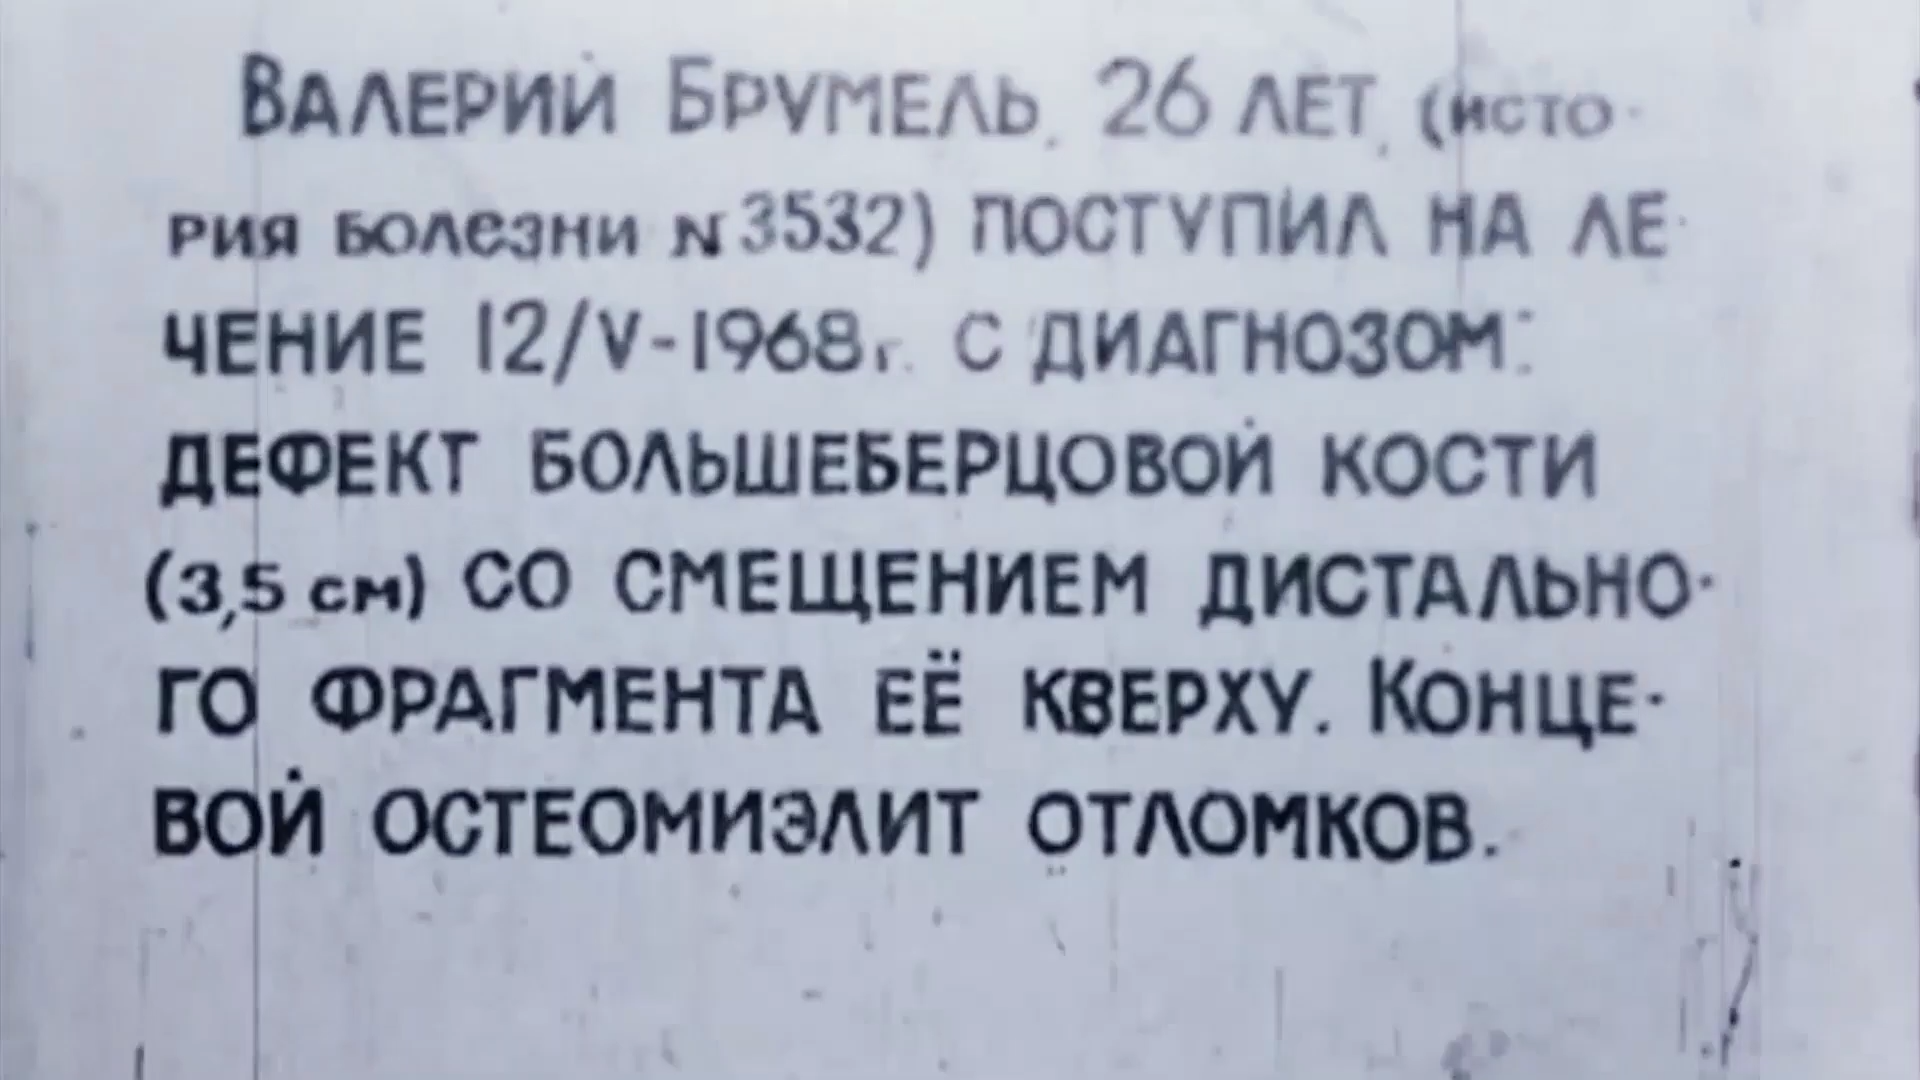 Валерий Брумель, 26 лет, (исто-
рия болезни N 3532) поступил на ле-
чение 12/V-1968г. с диагнозом:
дефект большеберцовой кости
(3,5 см) со смещением дистально-
го фрагмента её кверху. Конце-
вой остеомиэлит отломков.